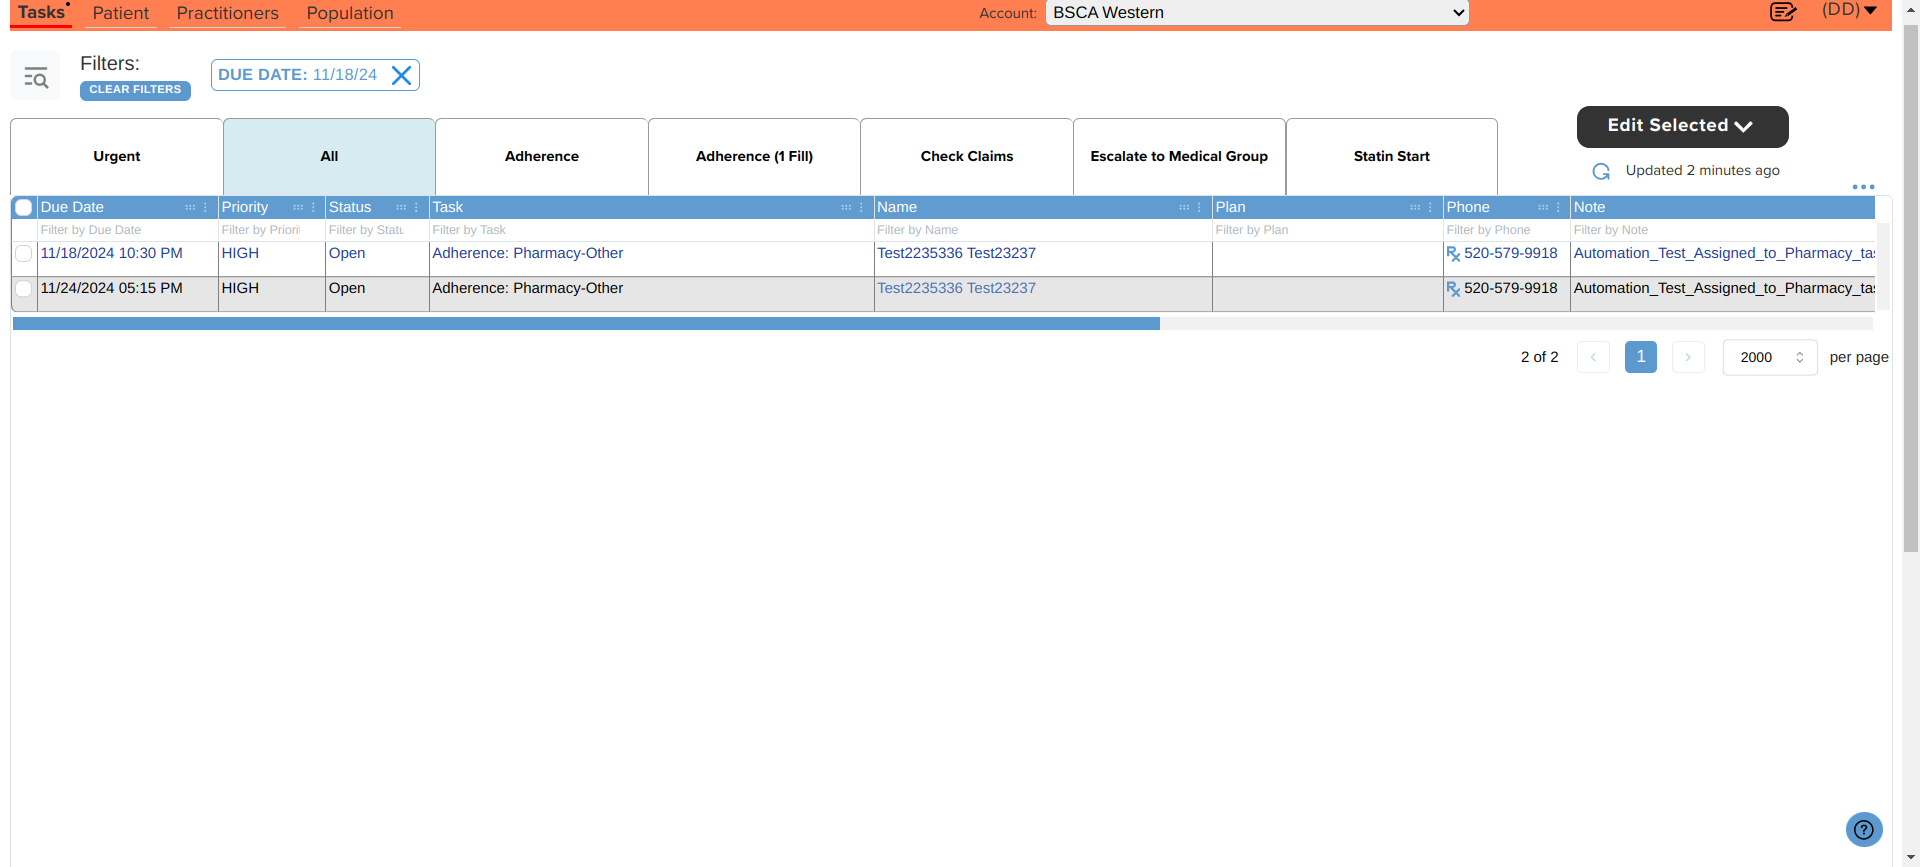 Tasks Patient Practitioners Population Account: BSCA Western (DD)
Filters:
CLEAR FILTERS
DUE DATE: 11/18/24
Urgent All Adherence Adherence (1 Fill) Check Claims Escalate to Medical Group Statin Start
Edit Selected
Updated 2 minutes ago
Due Date Priority Status Task Name Plan Phone Note
Filter by Due Date Filter by Priori Filter by Statu Filter by Task Filter by Name Filter by Plan Filter by Phone Filter by Note
11/18/2024 10:30 PM HIGH Open Adherence: Pharmacy-Other Test2235336 Test23237 Rx 520-579-9918 Automation_Test_Assigned_to_Pharmacy_tas
11/24/2024 05:15 PM HIGH Open Adherence: Pharmacy-Other Test2235336 Test23237 Rx 520-579-9918 Automation_Test_Assigned_to_Pharmacy_tas
2 of 2 1 2000 per page
?